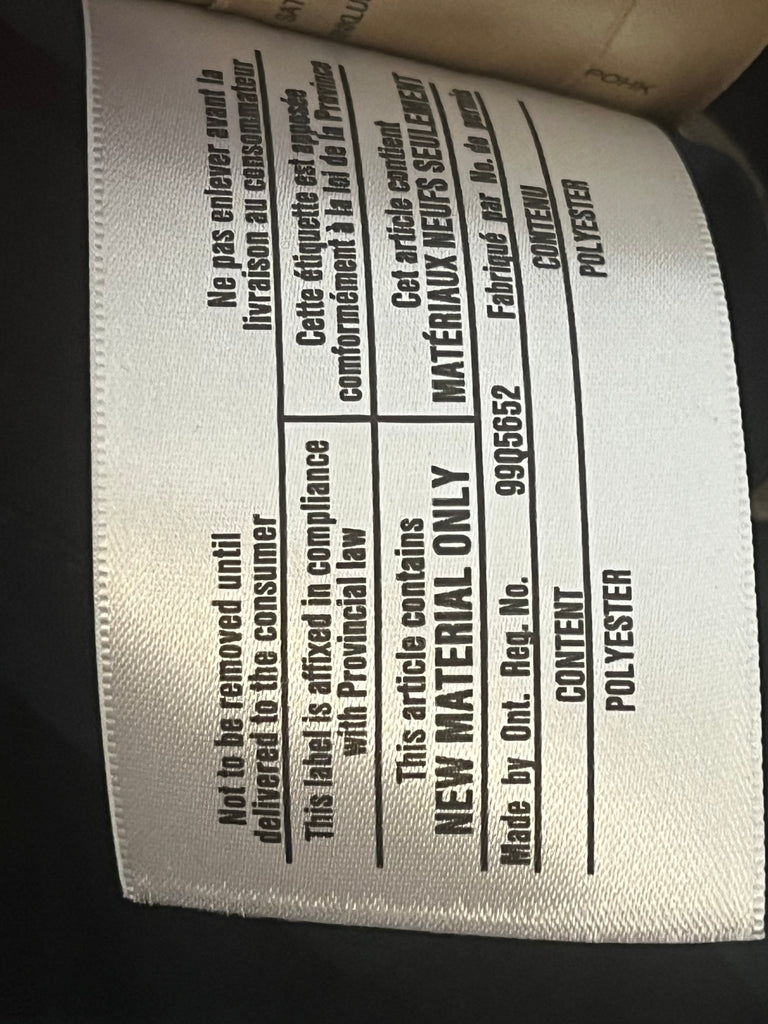 Not to be removed until
delivered to the consumer
Ne pas enlever avant la
livraison au consommateur
This label is affixed in compliance
with Provincial law
Cette étiquette est apposée
comformément à la loi de la Province
This article contains
NEW MATERIAL ONLY
Cet article contient
MATÉRIAUX NEUFS SEULEMENT
Made by Ont. Reg. No. 99Q5652 Fabriqué par No. de permis
CONTENT CONTENU
POLYESTER POLYESTER